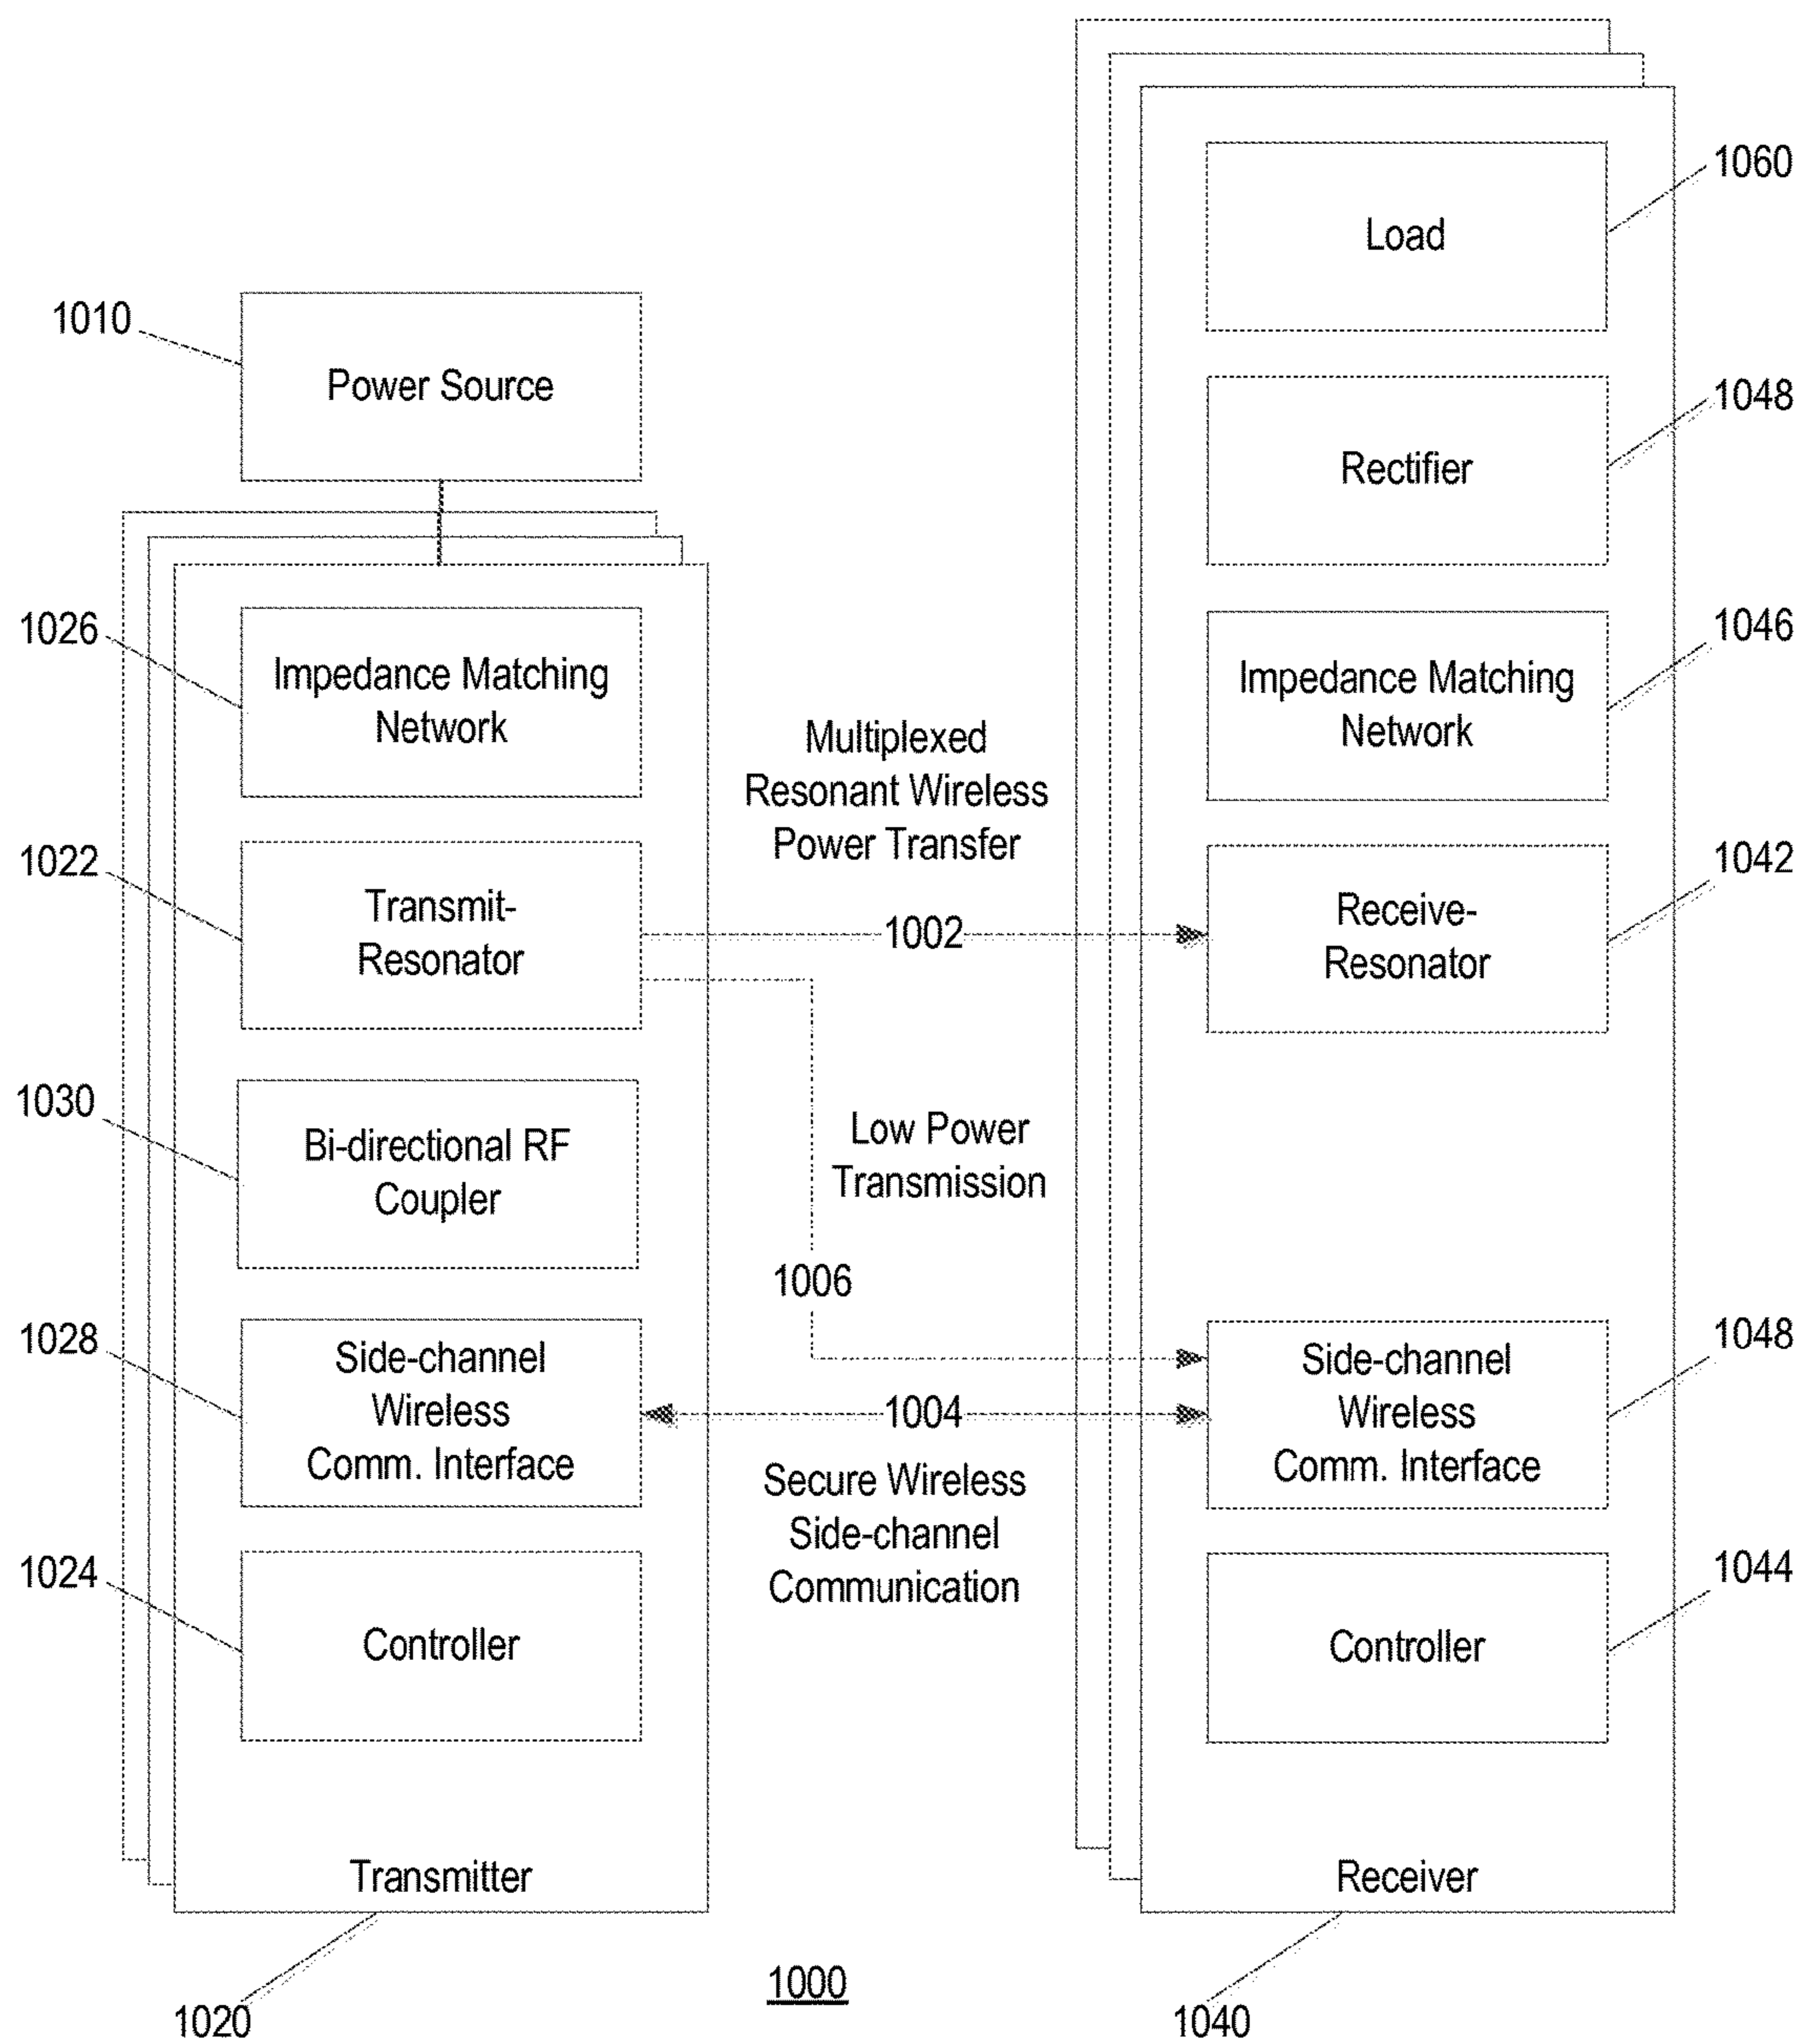 1060
Load
1010
Power Source
1048
Rectifier
1026
Impedance Matching
Network
1046
Impedance Matching
Network
Multiplexed
Resonant Wireless
Power Transfer
1022
Transmit-
Resonator
1002
1042
Receive-
Resonator
1030
Bi-directional RF
Coupler
Low Power
Transmission
1006
1028
Side-channel
Wireless
Comm. Interface
1048
Side-channel
Wireless
Comm. Interface
1004
Secure Wireless
Side-channel
Communication
1024
Controller
1044
Controller
Transmitter
Receiver
1000
1020
1040